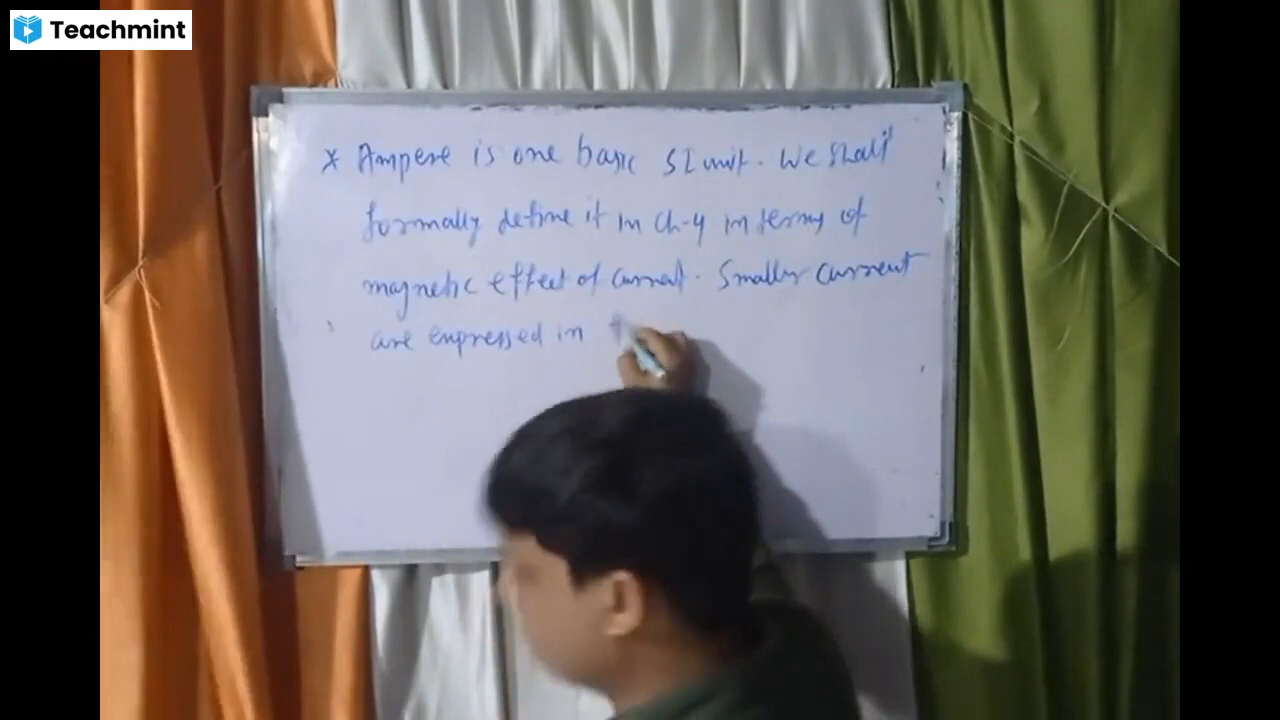 Teachmint
* Ampere is one basic SI unit. We shall
formally define it in Ch-4 in terms of
magnetic effect of current. Smaller current
are expressed in